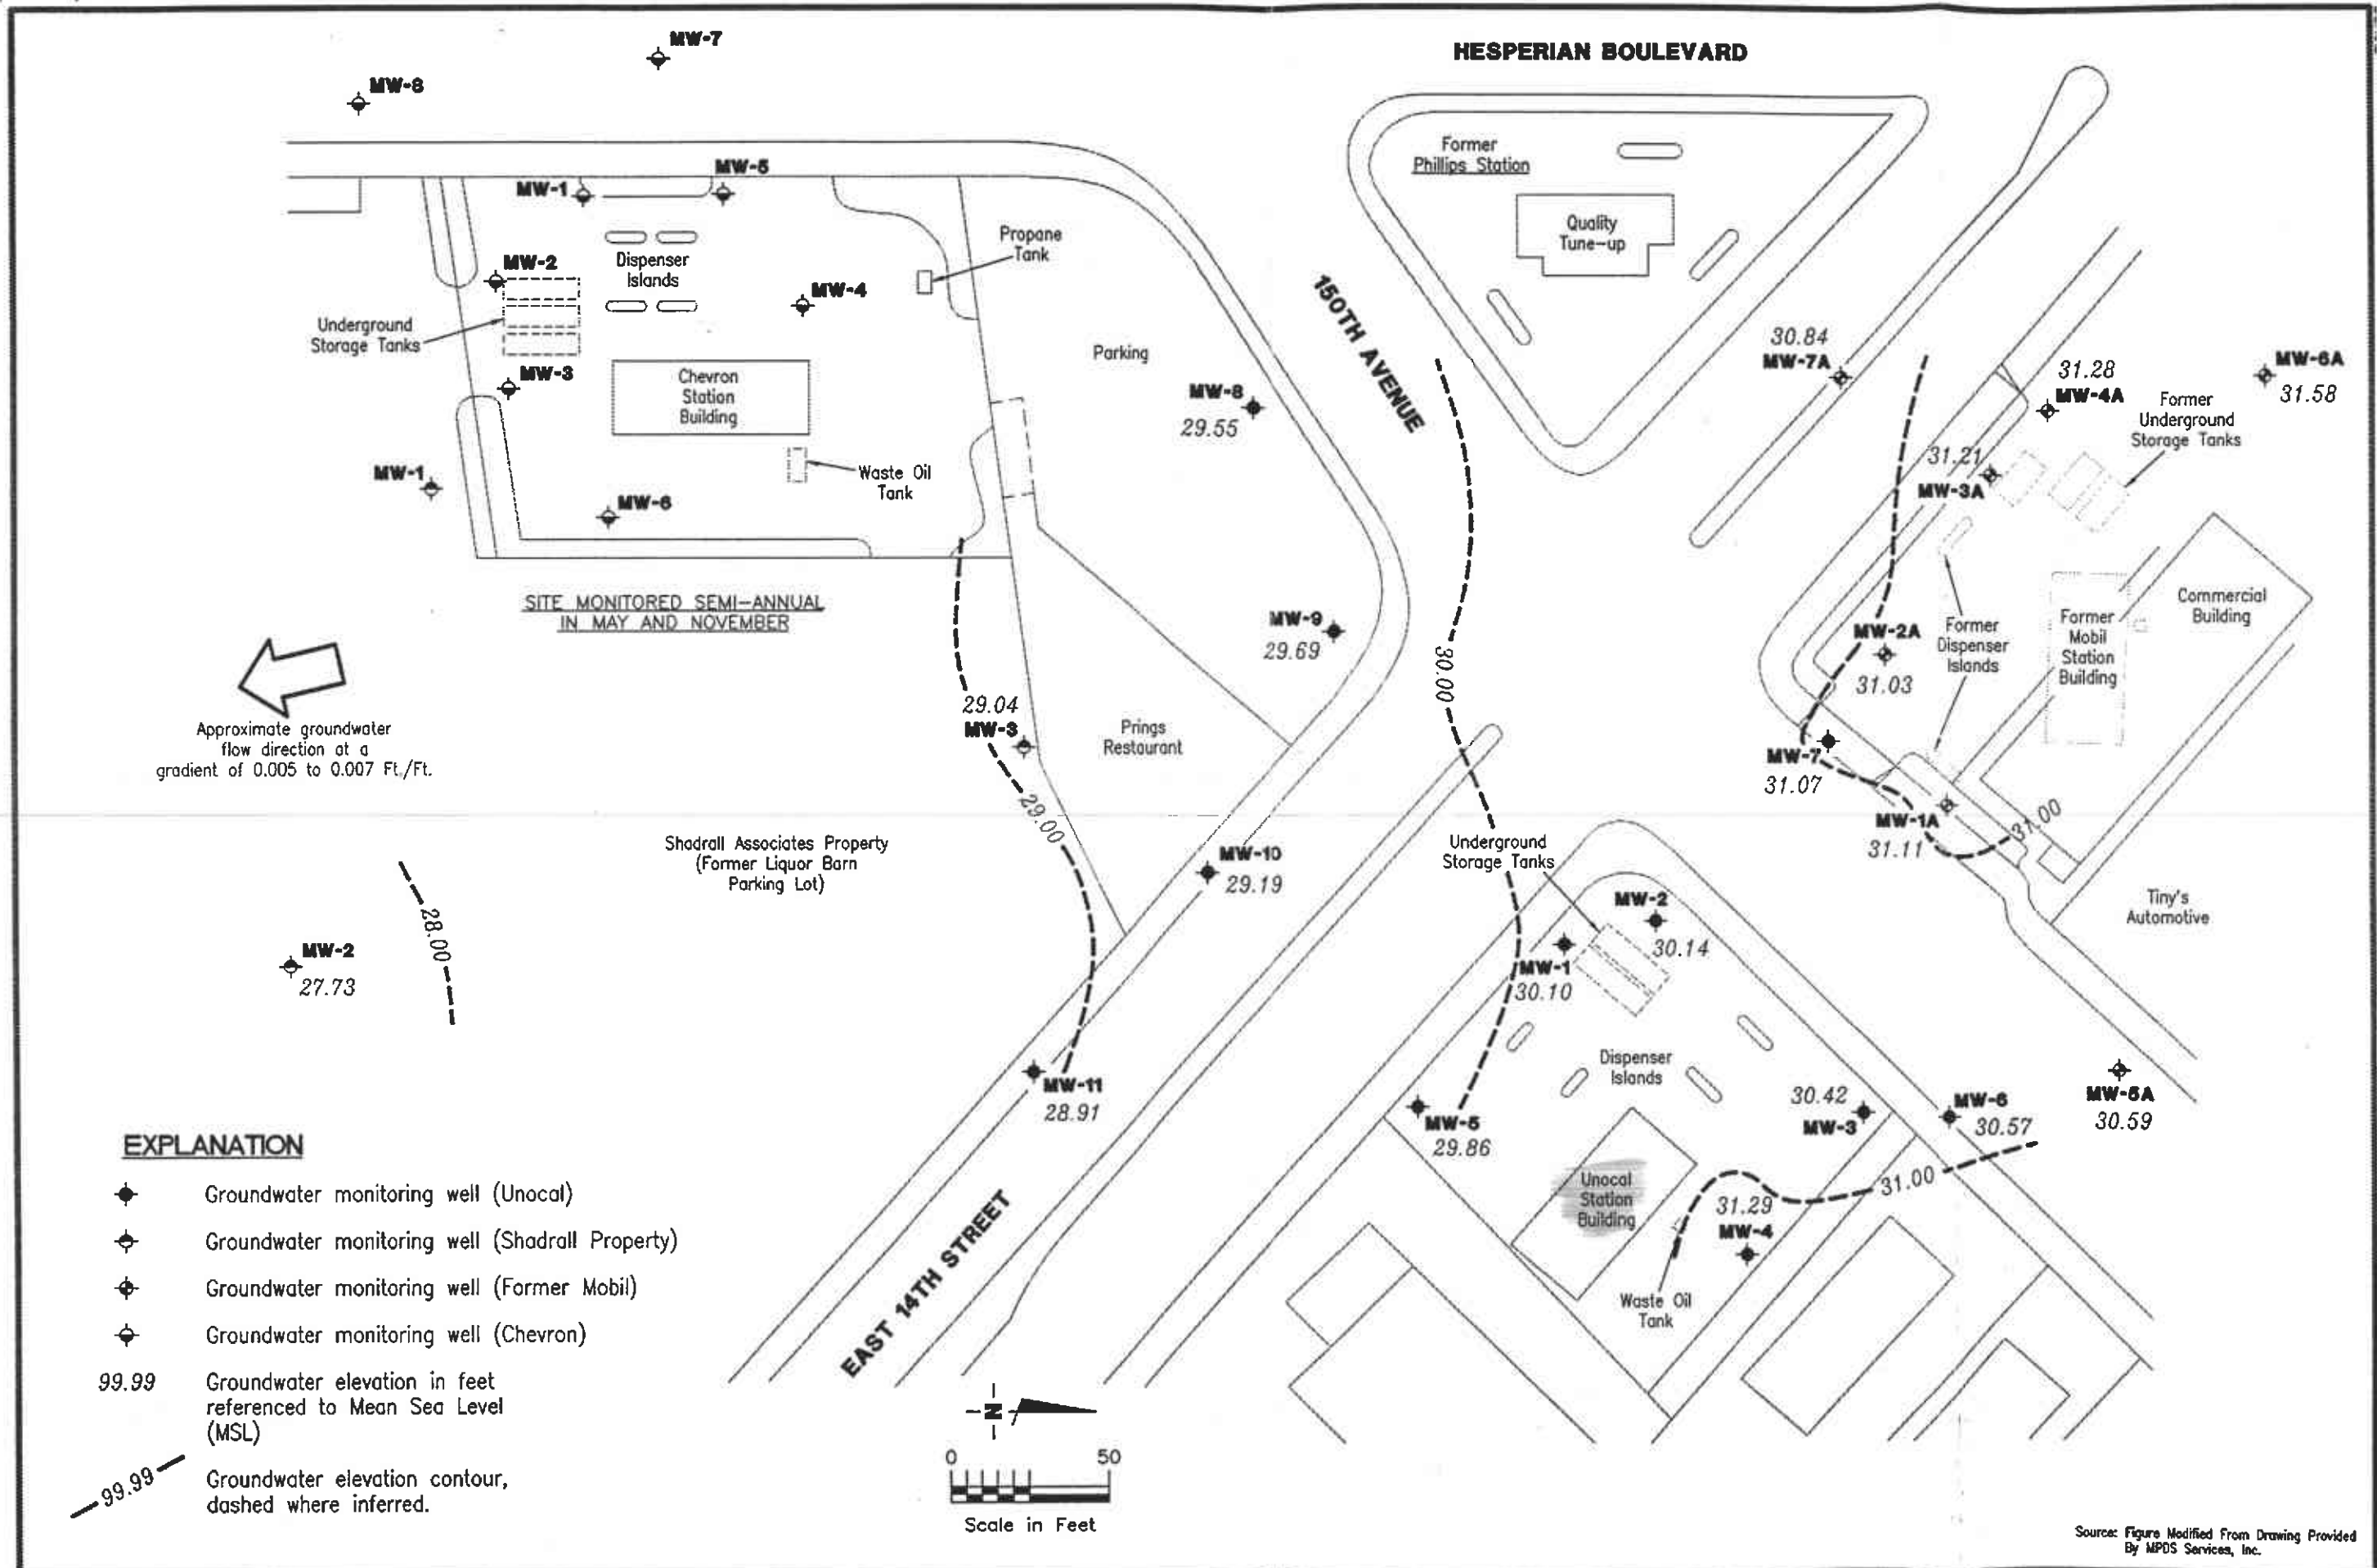 HESPERIAN BOULEVARD
MW-7
MW-8
MW-5
MW-1
Former
Phillips Station
Quality
Tune-up
Propane
Tank
MW-2
Dispenser
Islands
MW-4
Underground
Storage Tanks
MW-3
Chevron
Station
Building
Parking
150TH AVENUE
MW-8
29.55
Waste Oil
Tank
MW-1
MW-6
30.84
MW-7A
31.28
MW-4A
MW-6A
31.58
Former
Underground
Storage Tanks
31.21
MW-3A
SITE MONITORED SEMI-ANNUAL
IN MAY AND NOVEMBER
MW-9
29.69
30.00
MW-2A
31.03
Former
Dispenser
Islands
Former
Mobil
Station
Building
Commercial
Building
Approximate groundwater
flow direction at a
gradient of 0.005 to 0.007 Ft./Ft.
29.04
MW-3
Prings
Restaurant
29.00
MW-7
31.07
MW-1A
31.11
31.00
Shadrall Associates Property
(Former Liquor Barn
Parking Lot)
MW-10
29.19
Underground
Storage Tanks
MW-2
30.14
MW-1
30.10
Tiny's
Automotive
28.00
MW-2
27.73
MW-11
28.91
Dispenser
Islands
MW-5
29.86
30.42
MW-3
MW-6
30.57
MW-5A
30.59
31.00
Unocal
Station
Building
31.29
MW-4
Waste Oil
Tank
EAST 14TH STREET
EXPLANATION
Groundwater monitoring well (Unocal)
Groundwater monitoring well (Shadrall Property)
Groundwater monitoring well (Former Mobil)
Groundwater monitoring well (Chevron)
99.99 Groundwater elevation in feet
referenced to Mean Sea Level
(MSL)
99.99 Groundwater elevation contour,
dashed where inferred.
N
0 50
Scale in Feet
Source: Figure Modified From Drawing Provided
By MPDS Services, Inc.